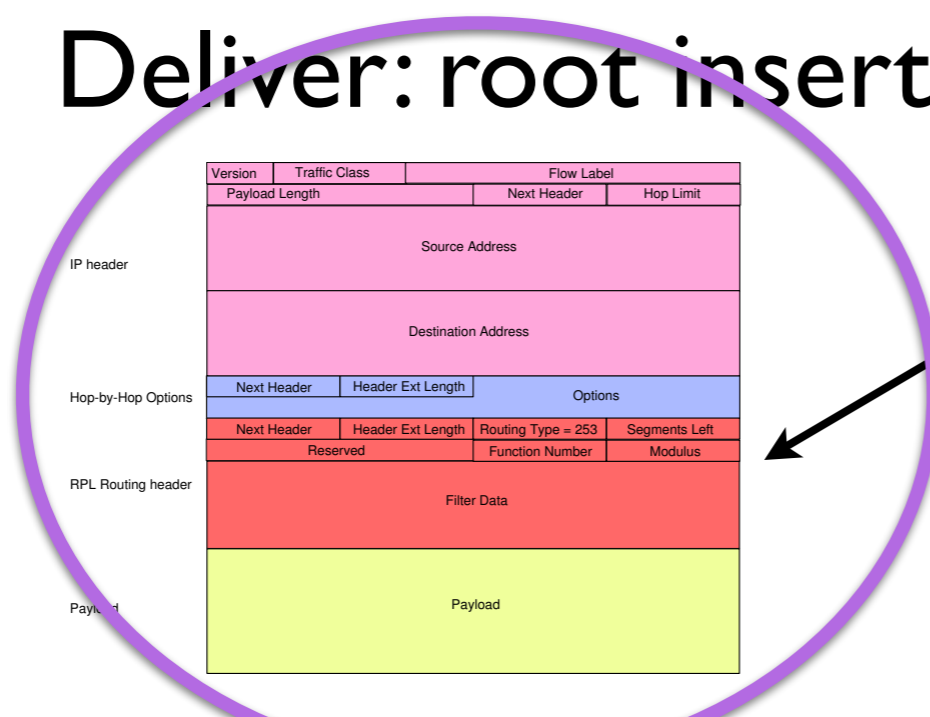 Deliver: root insert
Version Traffic Class Flow Label
Payload Length Next Header Hop Limit
Source Address
IP header
Destination Address
Next Header Header Ext Length
Hop-by-Hop Options Options
Next Header Header Ext Length Routing Type = 253 Segments Left
Reserved Function Number Modulus
RPL Routing header
Filter Data
Payload Payload